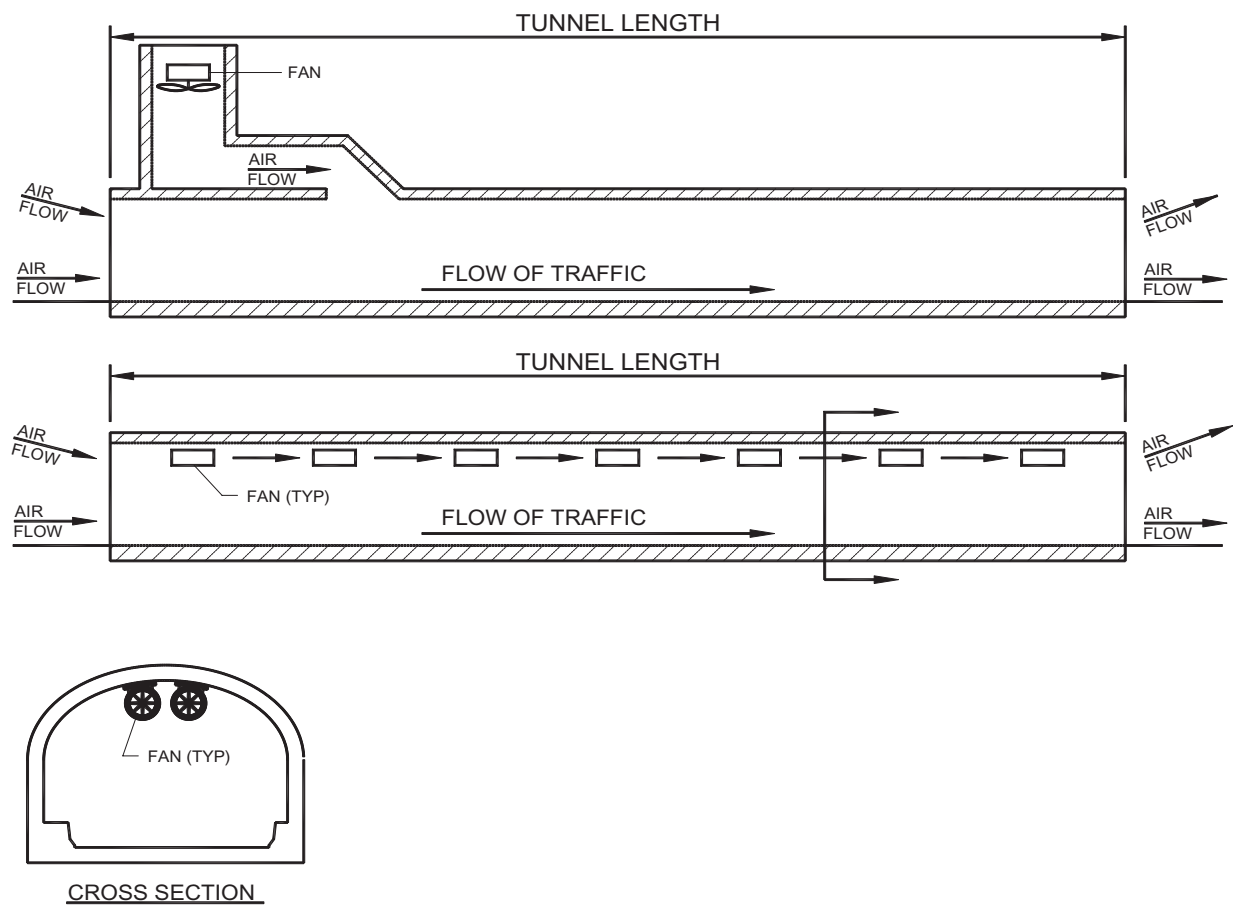 TUNNEL LENGTH
FAN
AIR
FLOW
AIR
FLOW
AIR
FLOW
AIR
FLOW
FLOW OF TRAFFIC
AIR
FLOW
TUNNEL LENGTH
AIR
FLOW
AIR
FLOW
FAN (TYP)
AIR
FLOW
FLOW OF TRAFFIC
AIR
FLOW
FAN (TYP)
CROSS SECTION